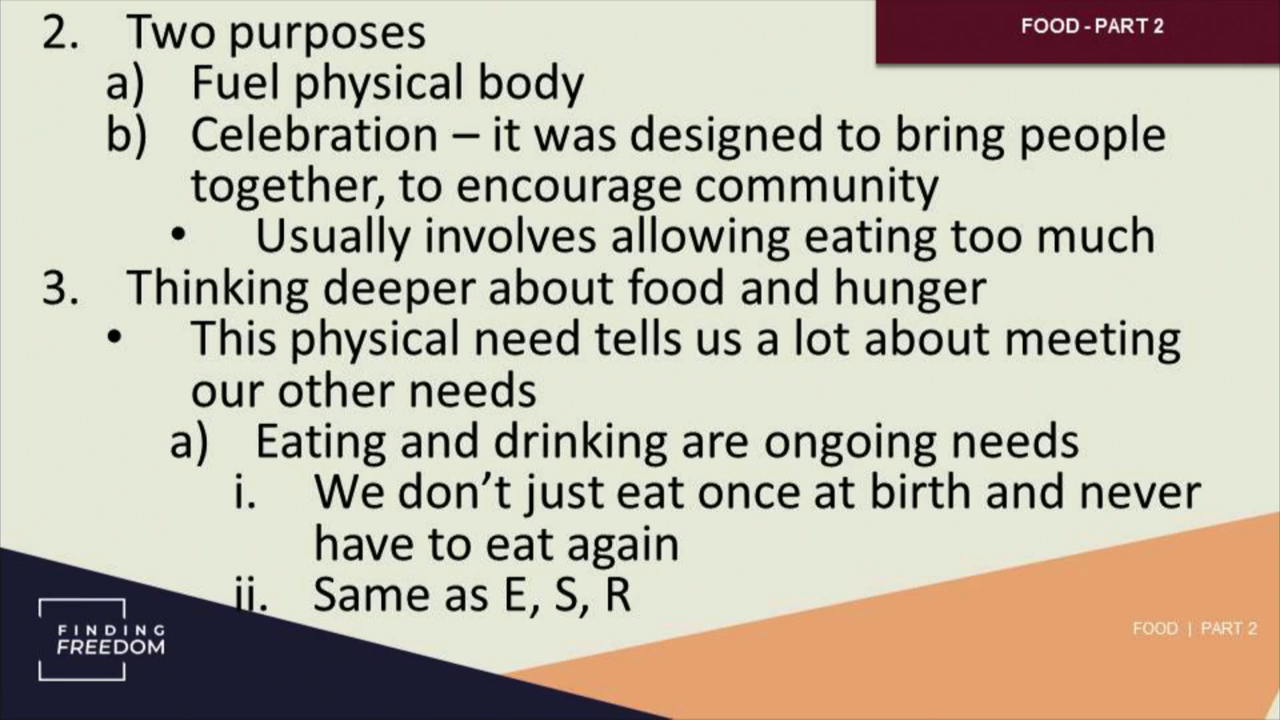 FOOD - PART 2
2. Two purposes
a) Fuel physical body
b) Celebration – it was designed to bring people
together, to encourage community
• Usually involves allowing eating too much
3. Thinking deeper about food and hunger
• This physical need tells us a lot about meeting
our other needs
a) Eating and drinking are ongoing needs
i. We don’t just eat once at birth and never
have to eat again
ii. Same as E, S, R
FINDING
FREEDOM
FOOD | PART 2